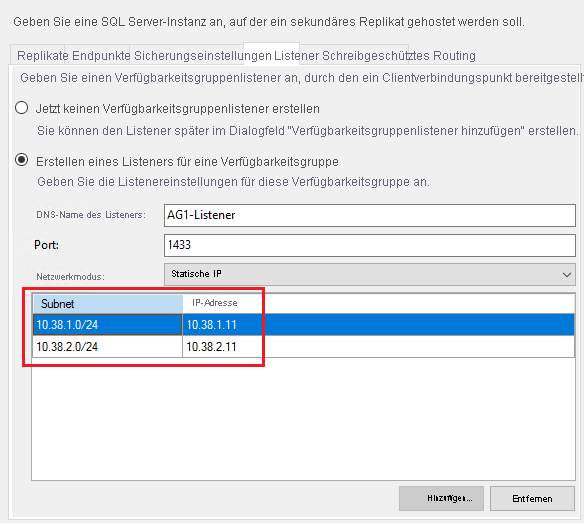 Geben Sie eine SQL Server-Instanz an, auf der ein sekundäres Replikat gehostet werden soll.
Replikate Endpunkte Sicherungseinstellungen Listener Schreibgeschütztes Routing
Geben Sie einen Verfügbarkeitsgruppenlistener an, durch den ein Clientverbindungspunkt bereitgestell
Jetzt keinen Verfügbarkeitsgruppenlistener erstellen
Sie können den Listener später im Dialogfeld "Verfügbarkeitsgruppenlistener hinzufügen" erstellen.
Erstellen eines Listeners für eine Verfügbarkeitsgruppe
Geben Sie die Listenereinstellungen für diese Verfügbarkeitsgruppe an.
DNS-Name des Listeners: AG1-Listener
Port: 1433
Netzwerkmodus: Statische IP
Subnet IP-Adresse
10.38.1.0/24 10.38.1.11
10.38.2.0/24 10.38.2.11
Hinzufügen... Entfernen